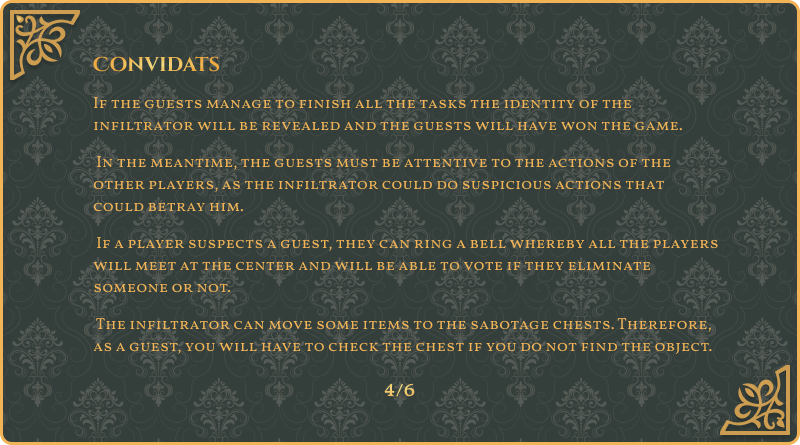 CONVIDATS
If the guests manage to finish all the tasks the identity of the
infiltrator will be revealed and the guests will have won the game.
In the meantime, the guests must be attentive to the actions of the
other players, as the infiltrator could do suspicious actions that
could betray him.
If a player suspects a guest, they can ring a bell whereby all the players
will meet at the center and will be able to vote if they eliminate
someone or not.
The infiltrator can move some items to the sabotage chests. Therefore,
as a guest, you will have to check the chest if you do not find the object.
4/6